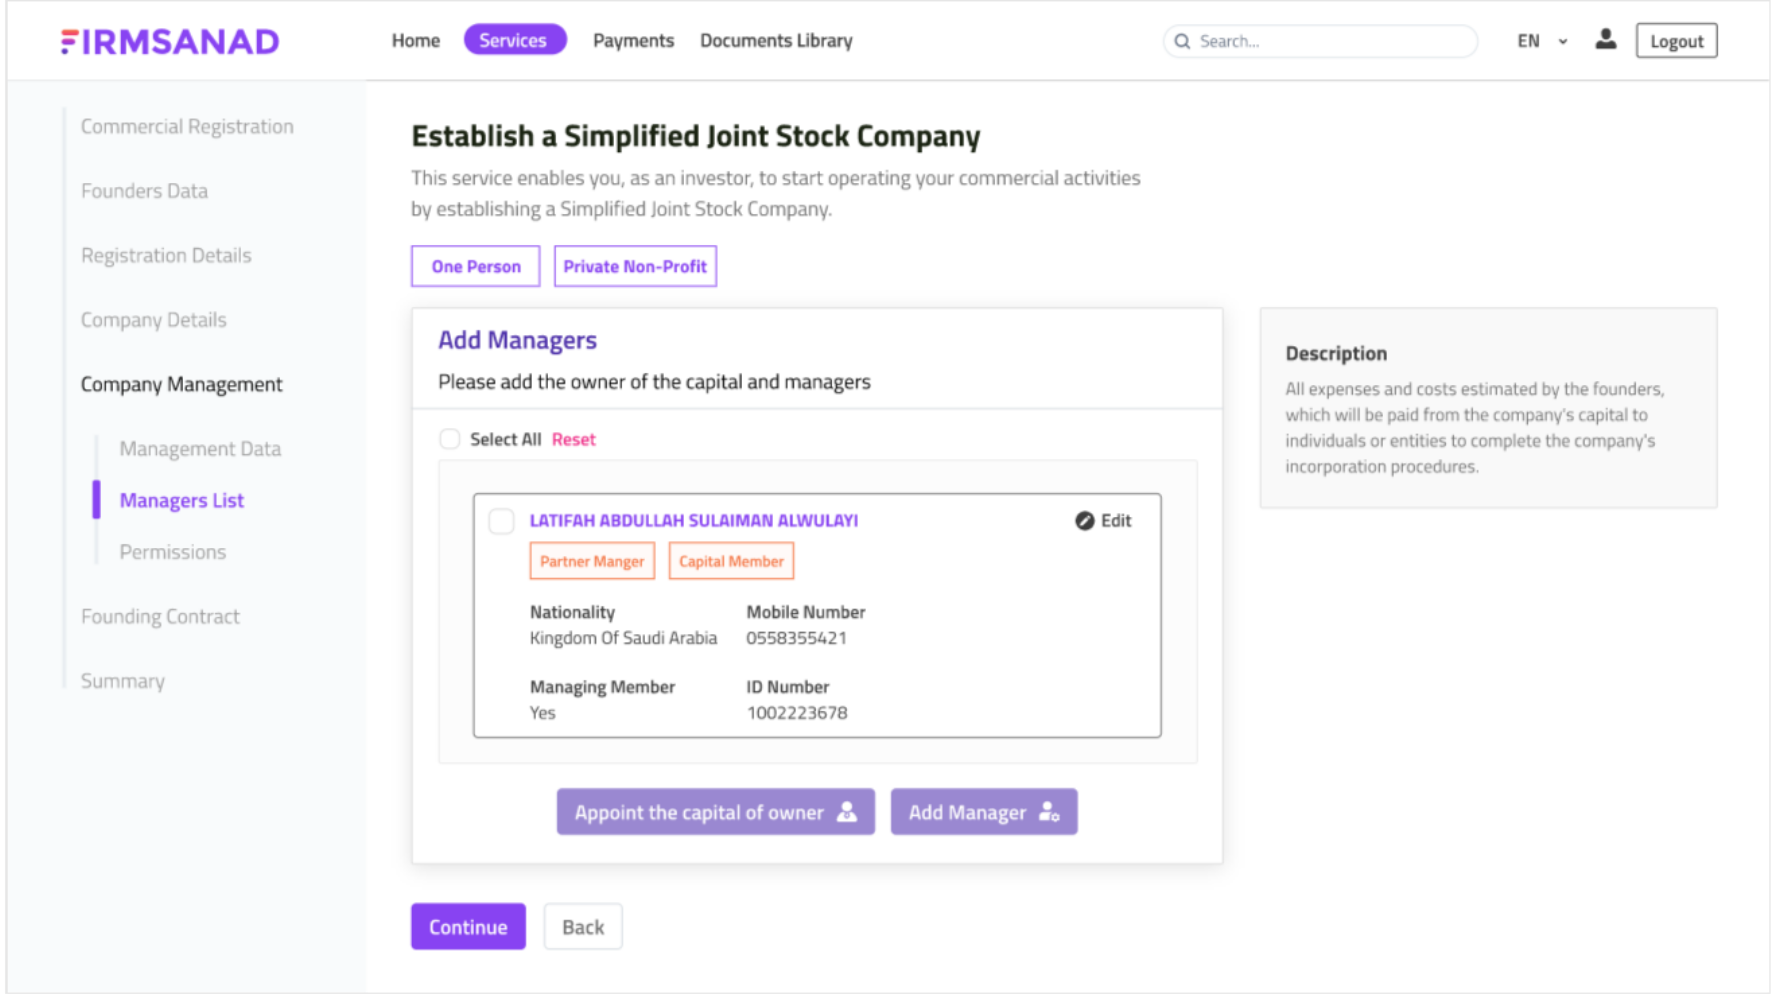 FIRMSANAD
Home Services Payments Documents Library
Search...
EN
Logout
Commercial Registration
Founders Data
Registration Details
Company Details
Company Management
Management Data
Managers List
Permissions
Founding Contract
Summary
Establish a Simplified Joint Stock Company
This service enables you, as an investor, to start operating your commercial activities
by establishing a Simplified Joint Stock Company.
One Person Private Non-Profit
Add Managers
Please add the owner of the capital and managers
Select All Reset
LATIFAH ABDULLAH SULAIMAN ALWULAYI
Edit
Partner Manger Capital Member
Nationality Mobile Number
Kingdom Of Saudi Arabia 0558355421
Managing Member ID Number
Yes 1002223678
Appoint the capital of owner Add Manager
Continue Back
Description
All expenses and costs estimated by the founders,
which will be paid from the company's capital to
individuals or entities to complete the company's
incorporation procedures.